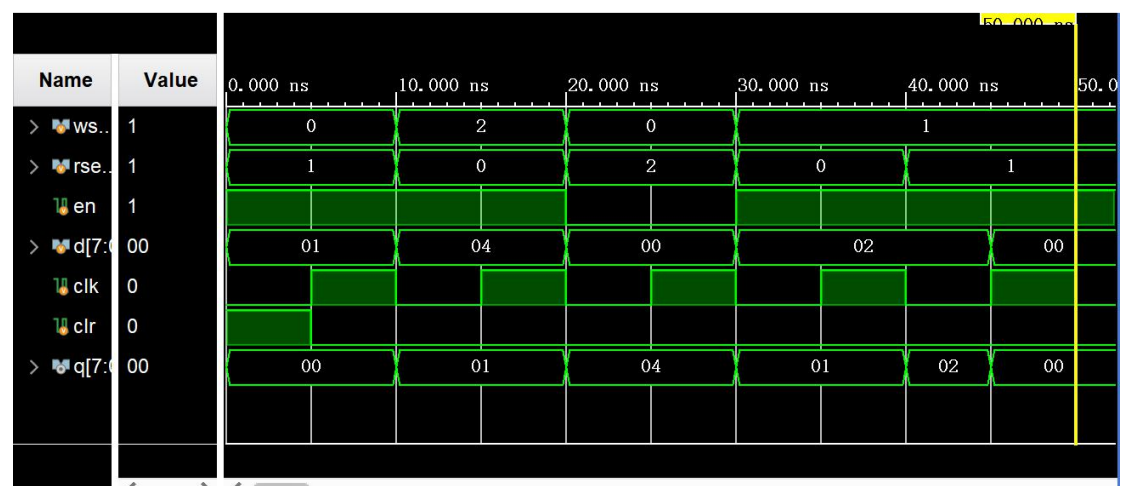 50.000 ns
Name Value 0.000 ns 10.000 ns 20.000 ns 30.000 ns 40.000 ns 50.0
ws.. 1 0 2 0 1
rse.. 1 1 0 2 0 1
en 1
d[7:0 00 01 04 00 02 00
clk 0
clr 0
q[7:0 00 00 01 04 01 02 00